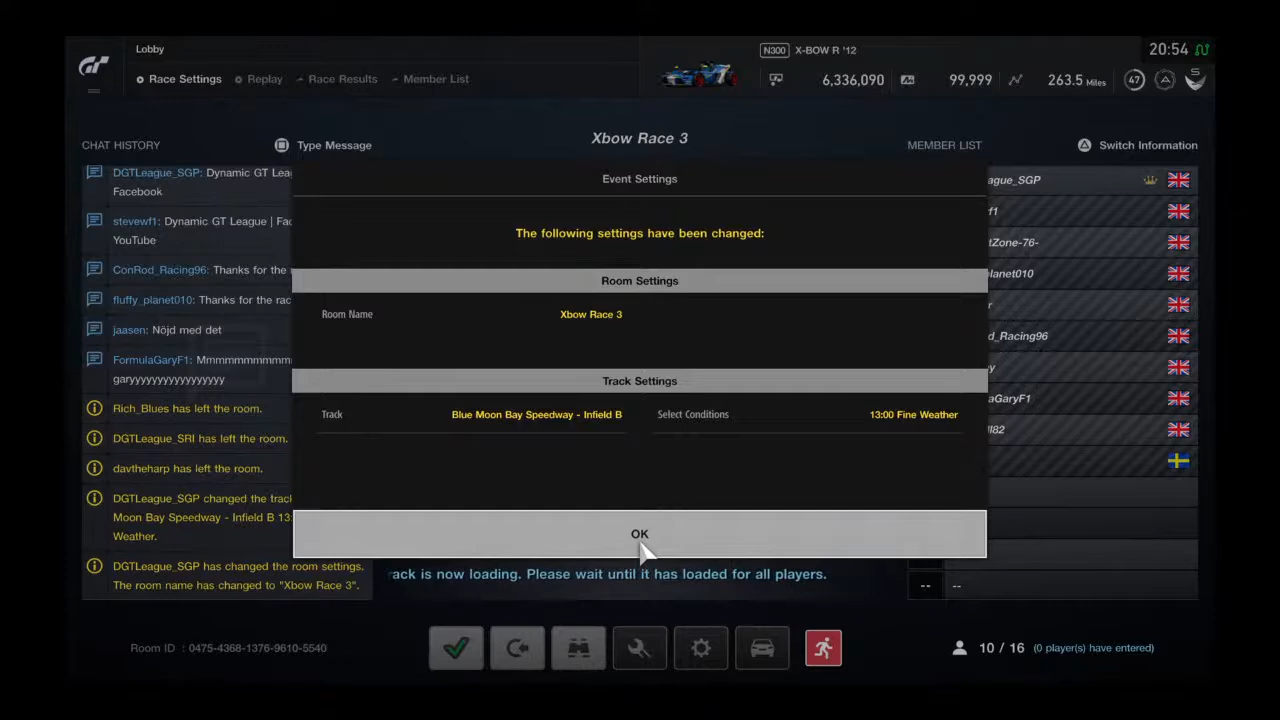 Lobby
N300 X-BOW R '12
20:54
Race Settings Replay Race Results Member List
6,336,090 99,999 263.5 Miles 47 S
Xbow Race 3
CHAT HISTORY Type Message
MEMBER LIST Switch Information
Event Settings
The following settings have been changed:
Room Settings
Room Name Xbow Race 3
Track Settings
Track Blue Moon Bay Speedway - Infield B Select Conditions 13:00 Fine Weather
OK
rack is now loading. Please wait until it has loaded for all players.
DGTLeague_SGP: Dynamic GT Lea
Facebook
stevewf1: Dynamic GT League | Fac
YouTube
ConRod_Racing96: Thanks for the
fluffy_planet010: Thanks for the rac
jaasen: Nöjd med det
FormulaGaryF1: Mmmmmmmmmm
garyyyyyyyyyyyyyyyyy
Rich_Blues has left the room.
DGTLeague_SRI has left the room.
davtheharp has left the room.
DGTLeague_SGP changed the track
Moon Bay Speedway - Infield B 13:
Weather.
DGTLeague_SGP has changed the room settings.
The room name has changed to "Xbow Race 3".
ague_SGP
f1
tZone-76-
lanet010
r
d_Racing96
y
aGaryF1
ll82
-- --
Room ID : 0475-4368-1376-9610-5540
10 / 16 (0 player(s) have entered)